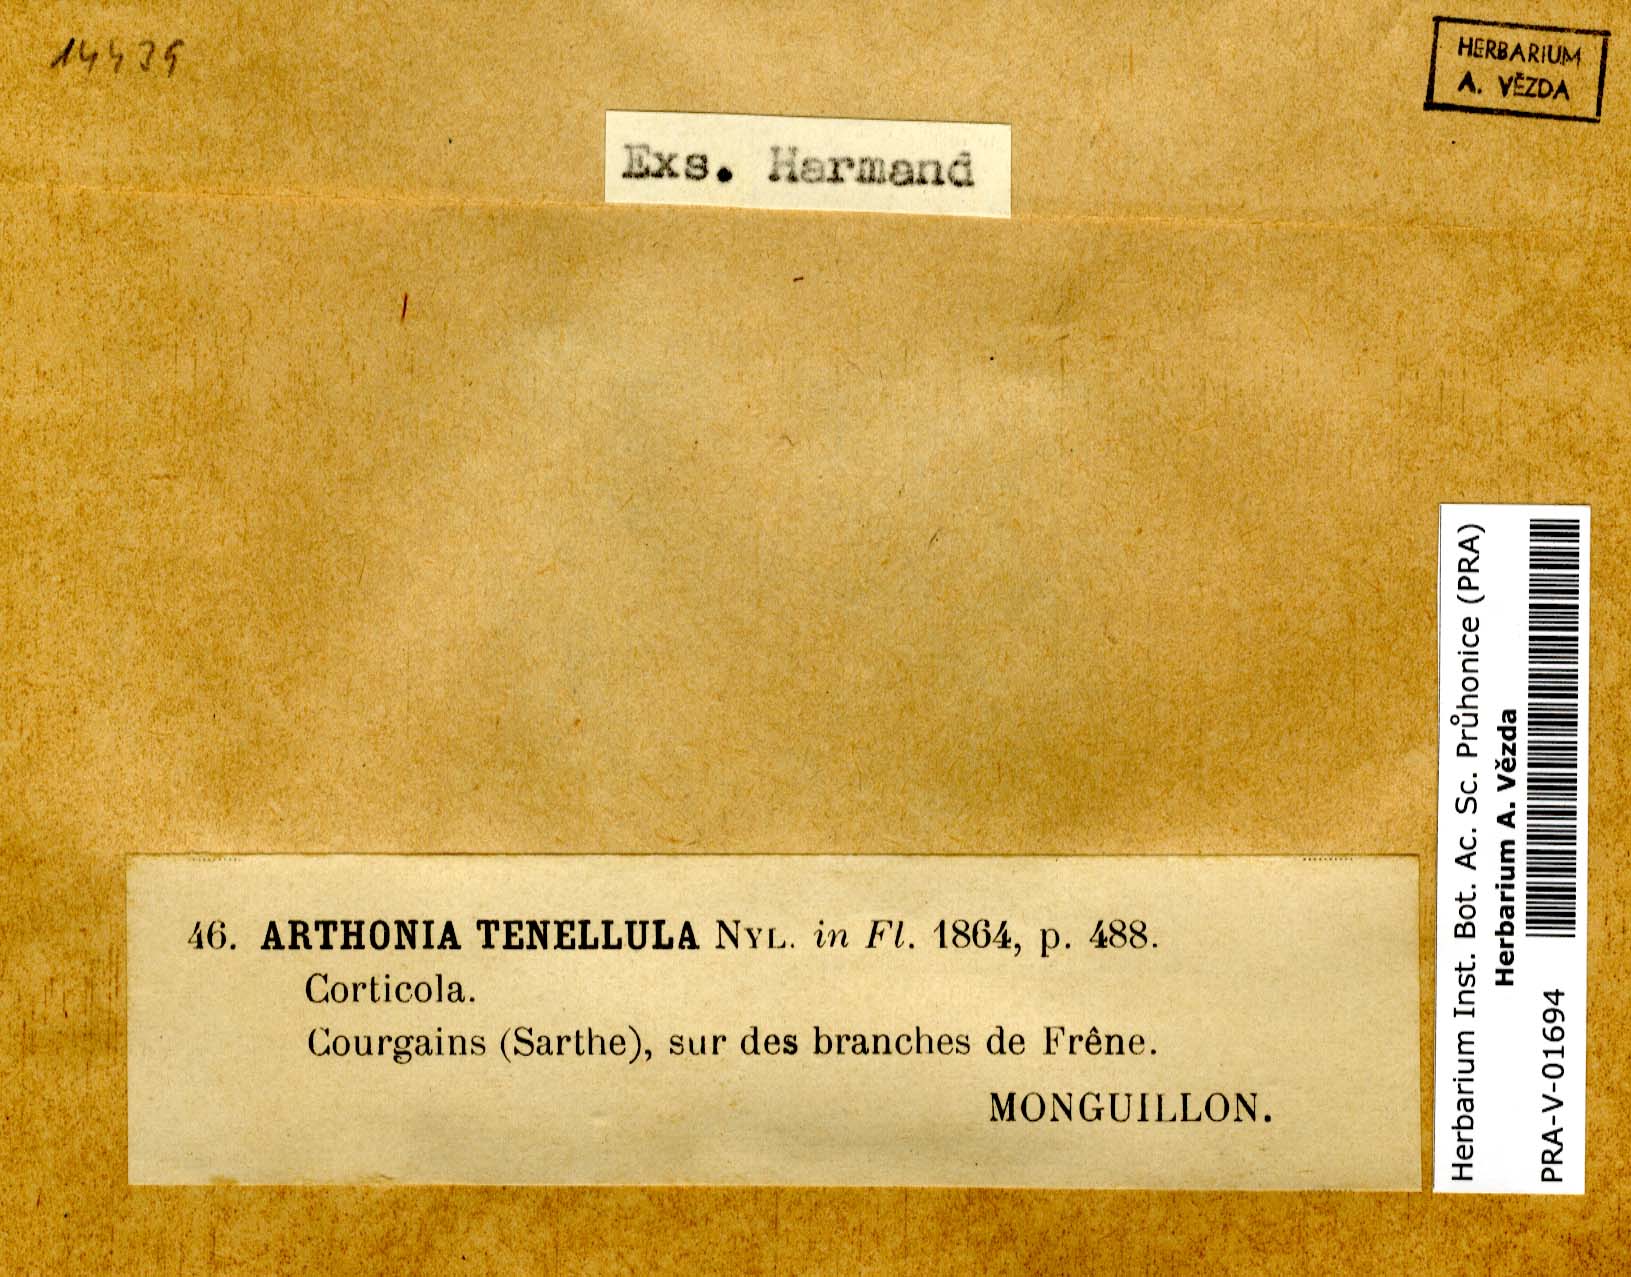 14439
HERBARIUM
A. VĚZDA
Exs. Harmand
46. ARTHONIA TENELLULA NYL. in Fl. 1864, p. 488.
Corticola.
Courgains (Sarthe), sur des branches de Frêne.
MONGUILLON.
Herbarium Inst. Bot. Ac. Sc. Průhonice (PRA)
Herbarium A. Vězda
PRA-V-01694